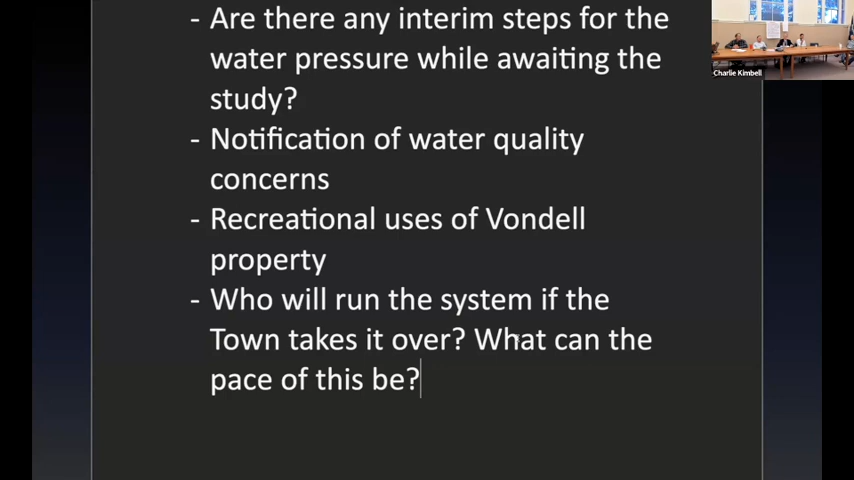 - Are there any interim steps for the
water pressure while awaiting the
study?
- Notification of water quality
concerns
- Recreational uses of Vondell
property
- Who will run the system if the
Town takes it over? What can the
pace of this be?
Charlie Kimbell